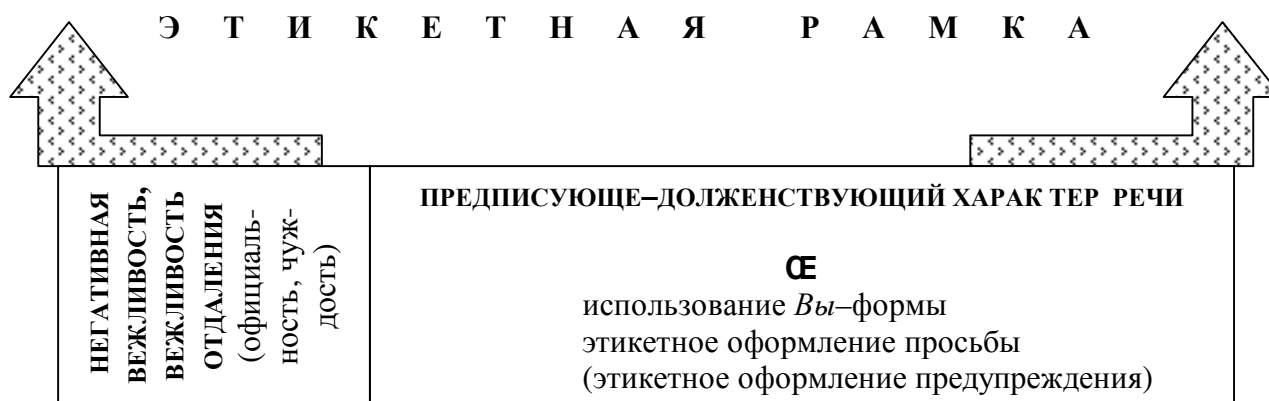 Э Т И К Е Т Н А Я Р А М К А
НЕГАТИВНАЯ
ВЕЖЛИВОСТЬ,
ВЕЖЛИВОСТЬ
ОТДАЛЕНИЯ
(официаль-
ность, чуж-
дость)
ПРЕДПИСУЮЩЕ–ДОЛЖЕНСТВУЮЩИЙ ХАРАК ТЕР РЕЧИ
Œ
использование Вы–формы
этикетное оформление просьбы
(этикетное оформление предупреждения)